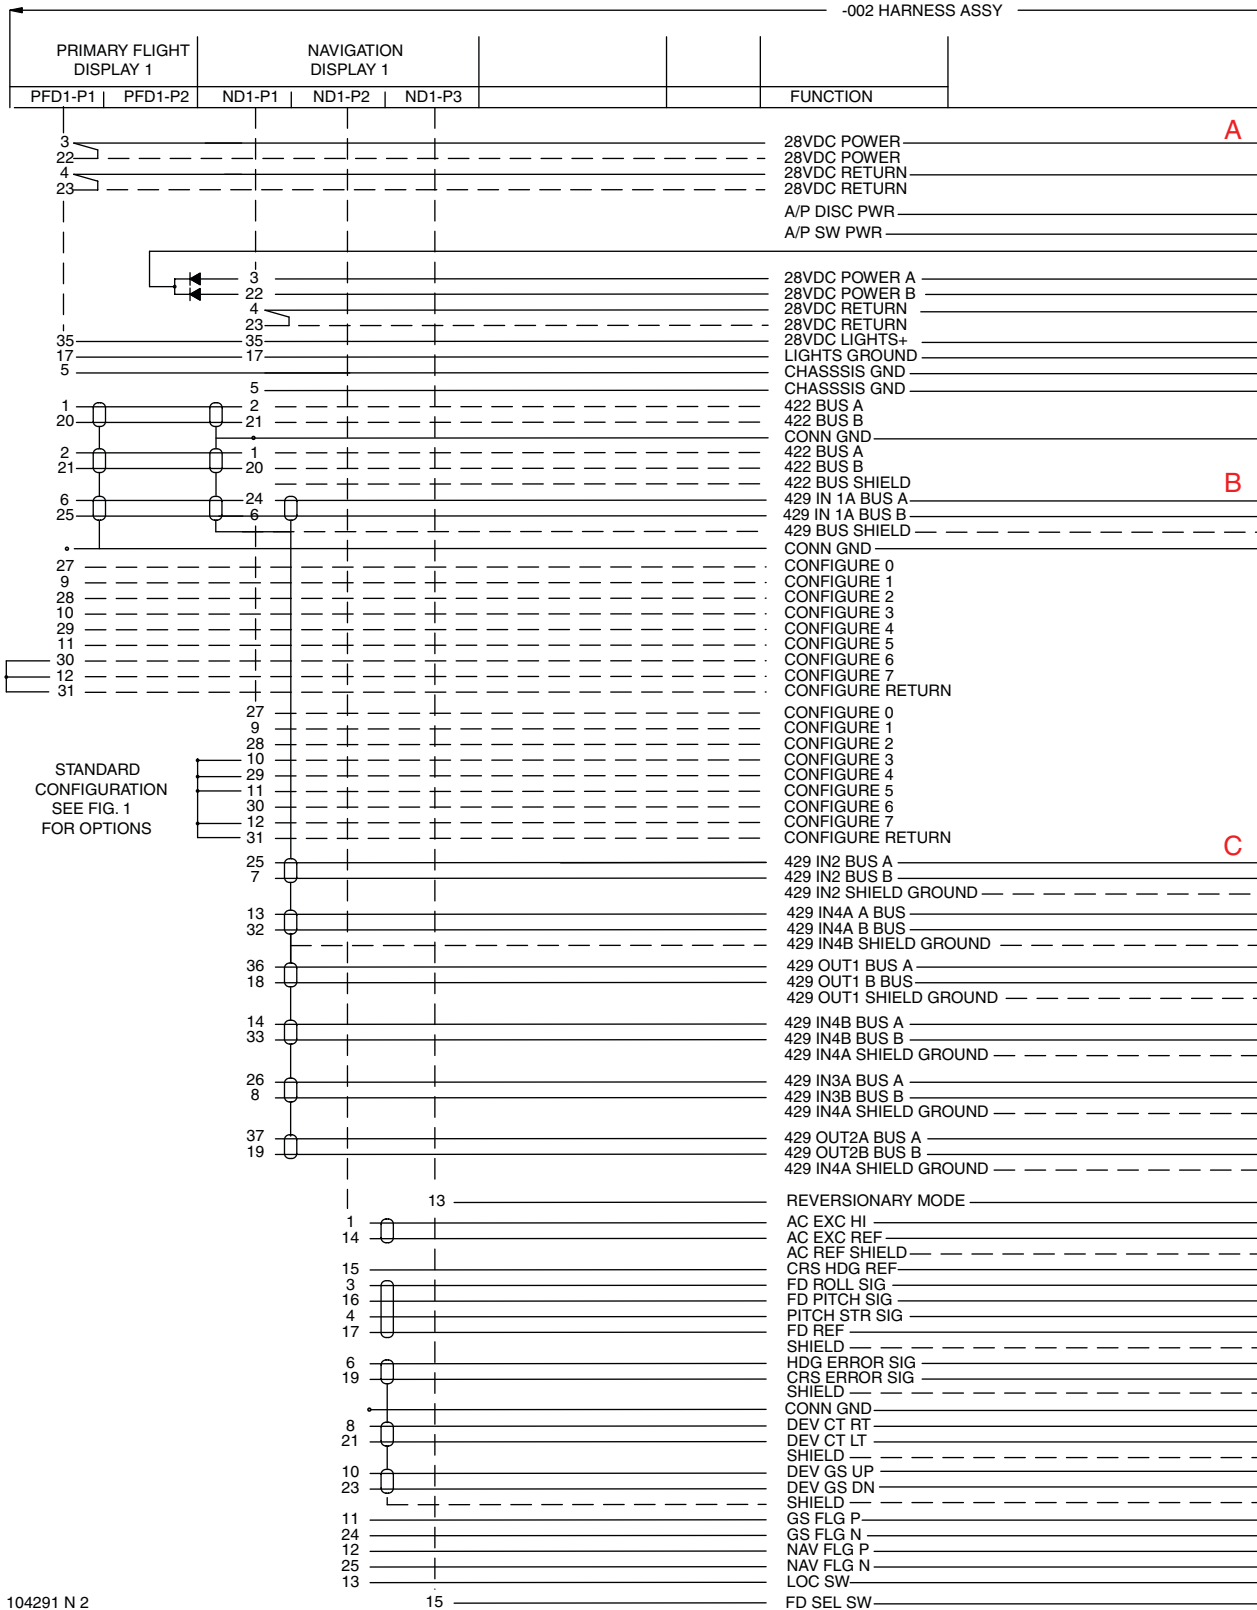 -002 HARNESS ASSY
PRIMARY FLIGHT
DISPLAY 1
NAVIGATION
DISPLAY 1
PFD1-P1 PFD1-P2 ND1-P1 ND1-P2 ND1-P3 FUNCTION
A
3 28VDC POWER
22 28VDC POWER
4 28VDC RETURN
23 28VDC RETURN
A/P DISC PWR
A/P SW PWR
3 28VDC POWER A
22 28VDC POWER B
4 28VDC RETURN
23 28VDC RETURN
35 35 28VDC LIGHTS+
17 17 LIGHTS GROUND
5 CHASSSIS GND
5 CHASSSIS GND
1 2 422 BUS A
20 21 422 BUS B
CONN GND
2 1 422 BUS A
21 20 422 BUS B
422 BUS SHIELD B
6 24 429 IN 1A BUS A
25 6 429 IN 1A BUS B
429 BUS SHIELD
CONN GND
27 CONFIGURE 0
9 CONFIGURE 1
28 CONFIGURE 2
10 CONFIGURE 3
29 CONFIGURE 4
11 CONFIGURE 5
30 CONFIGURE 6
12 CONFIGURE 7
31 CONFIGURE RETURN
27 CONFIGURE 0
9 CONFIGURE 1
28 CONFIGURE 2
10 CONFIGURE 3
29 CONFIGURE 4
11 CONFIGURE 5
30 CONFIGURE 6
12 CONFIGURE 7
31 CONFIGURE RETURN
STANDARD
CONFIGURATION
SEE FIG. 1
FOR OPTIONS
C
25 429 IN2 BUS A
7 429 IN2 BUS B
429 IN2 SHIELD GROUND
13 429 IN4A A BUS
32 429 IN4A B BUS
429 IN4B SHIELD GROUND
36 429 OUT1 BUS A
18 429 OUT1 B BUS
429 OUT1 SHIELD GROUND
14 429 IN4B BUS A
33 429 IN4B BUS B
429 IN4A SHIELD GROUND
26 429 IN3A BUS A
8 429 IN3B BUS B
429 IN4A SHIELD GROUND
37 429 OUT2A BUS A
19 429 OUT2B BUS B
429 IN4A SHIELD GROUND
13 REVERSIONARY MODE
1 AC EXC HI
14 AC EXC REF
AC REF SHIELD
15 CRS HDG REF
3 FD ROLL SIG
16 FD PITCH SIG
4 PITCH STR SIG
17 FD REF
SHIELD
6 HDG ERROR SIG
19 CRS ERROR SIG
SHIELD
CONN GND
8 DEV CT RT
21 DEV CT LT
SHIELD
10 DEV GS UP
23 DEV GS DN
SHIELD
11 GS FLG P
24 GS FLG N
12 NAV FLG P
25 NAV FLG N
13 LOC SW
15 FD SEL SW
104291 N 2